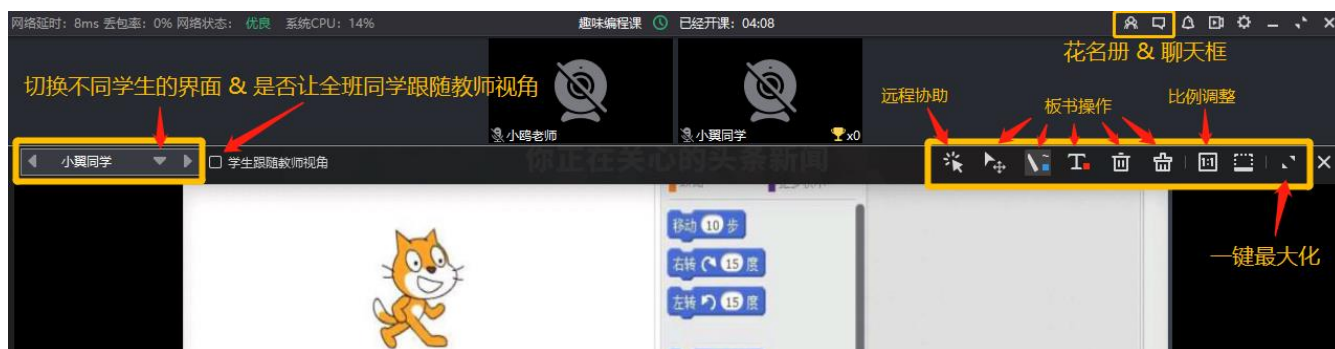 网络延时：8ms 丢包率：0% 网络状态： 优良 系统CPU：14%
趣味编程课 已经开课：04:08
花名册 & 聊天框
切换不同学生的界面 & 是否让全班同学跟随教师视角
远程协助
板书操作
比例调整
小鸥老师
小翼同学
x0
小翼同学
学生跟随教师视角
你正在关心的头条新闻
T
1:1
移动 10 步
右转 15 度
左转 15 度
一键最大化